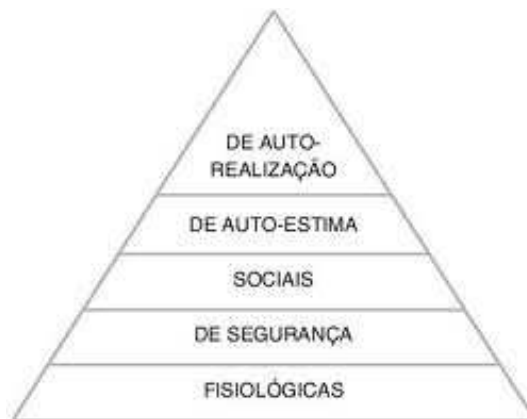 DE AUTO-
REALIZAÇÃO
DE AUTO-ESTIMA
SOCIAIS
DE SEGURANÇA
FISIOLÓGICAS